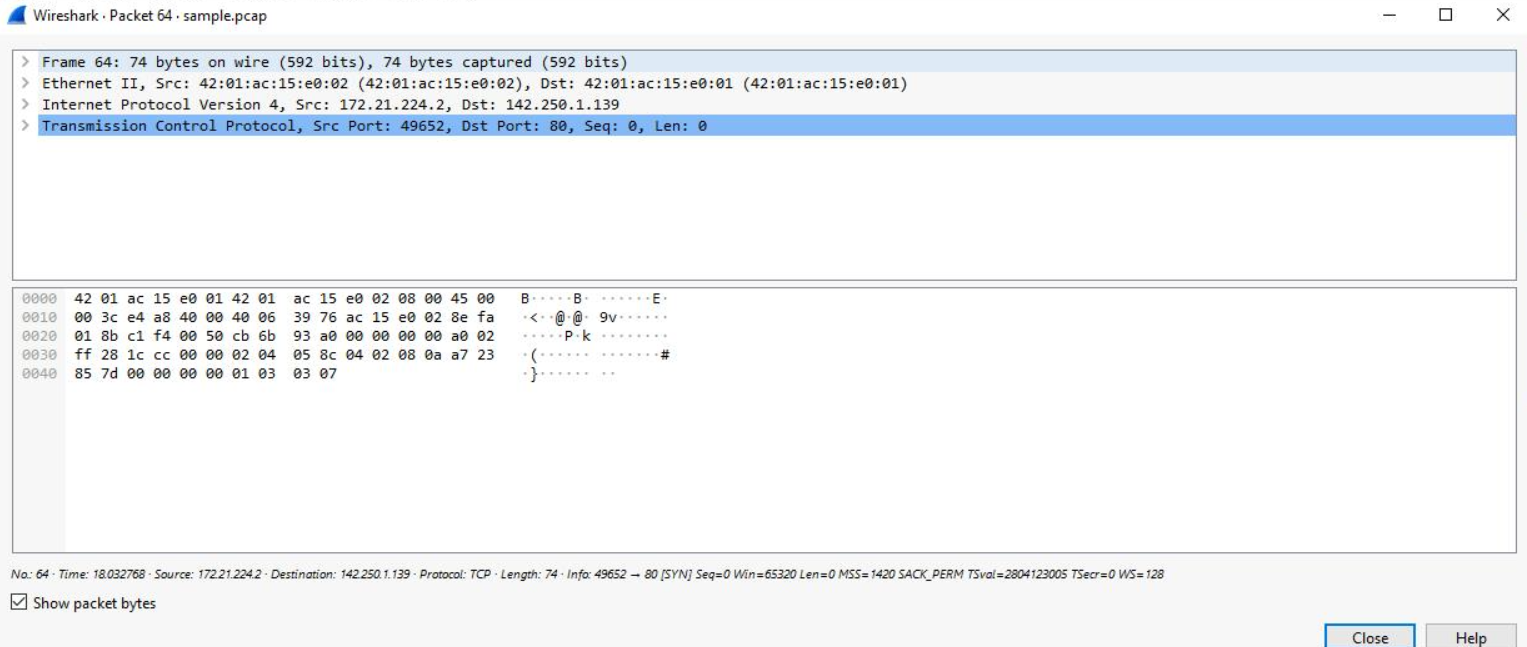 Wireshark · Packet 64 · sample.pcap
Frame 64: 74 bytes on wire (592 bits), 74 bytes captured (592 bits)
Ethernet II, Src: 42:01:ac:15:e0:02 (42:01:ac:15:e0:02), Dst: 42:01:ac:15:e0:01 (42:01:ac:15:e0:01)
Internet Protocol Version 4, Src: 172.21.224.2, Dst: 142.250.1.139
Transmission Control Protocol, Src Port: 49652, Dst Port: 80, Seq: 0, Len: 0
0000 42 01 ac 15 e0 01 42 01 ac 15 e0 02 08 00 45 00 B·····B· ······E·
0010 00 3c e4 a8 40 00 40 06 39 76 ac 15 e0 02 8e fa ·<··@·@· 9v······
0020 01 8b c1 f4 00 50 cb 6b 93 a0 00 00 00 00 a0 02 ·····P·k ········
0030 ff 28 1c cc 00 00 02 04 05 8c 04 02 08 0a a7 23 ·(······ ·······#
0040 85 7d 00 00 00 00 01 03 03 07 ·}······ ··
No.: 64 · Time: 18.032768 · Source: 172.21.224.2 · Destination: 142.250.1.139 · Protocol: TCP · Length: 74 · Info: 49652 → 80 [SYN] Seq=0 Win=65320 Len=0 MSS=1420 SACK_PERM TSval=2804123005 TSecr=0 WS=128
Show packet bytes
Close Help